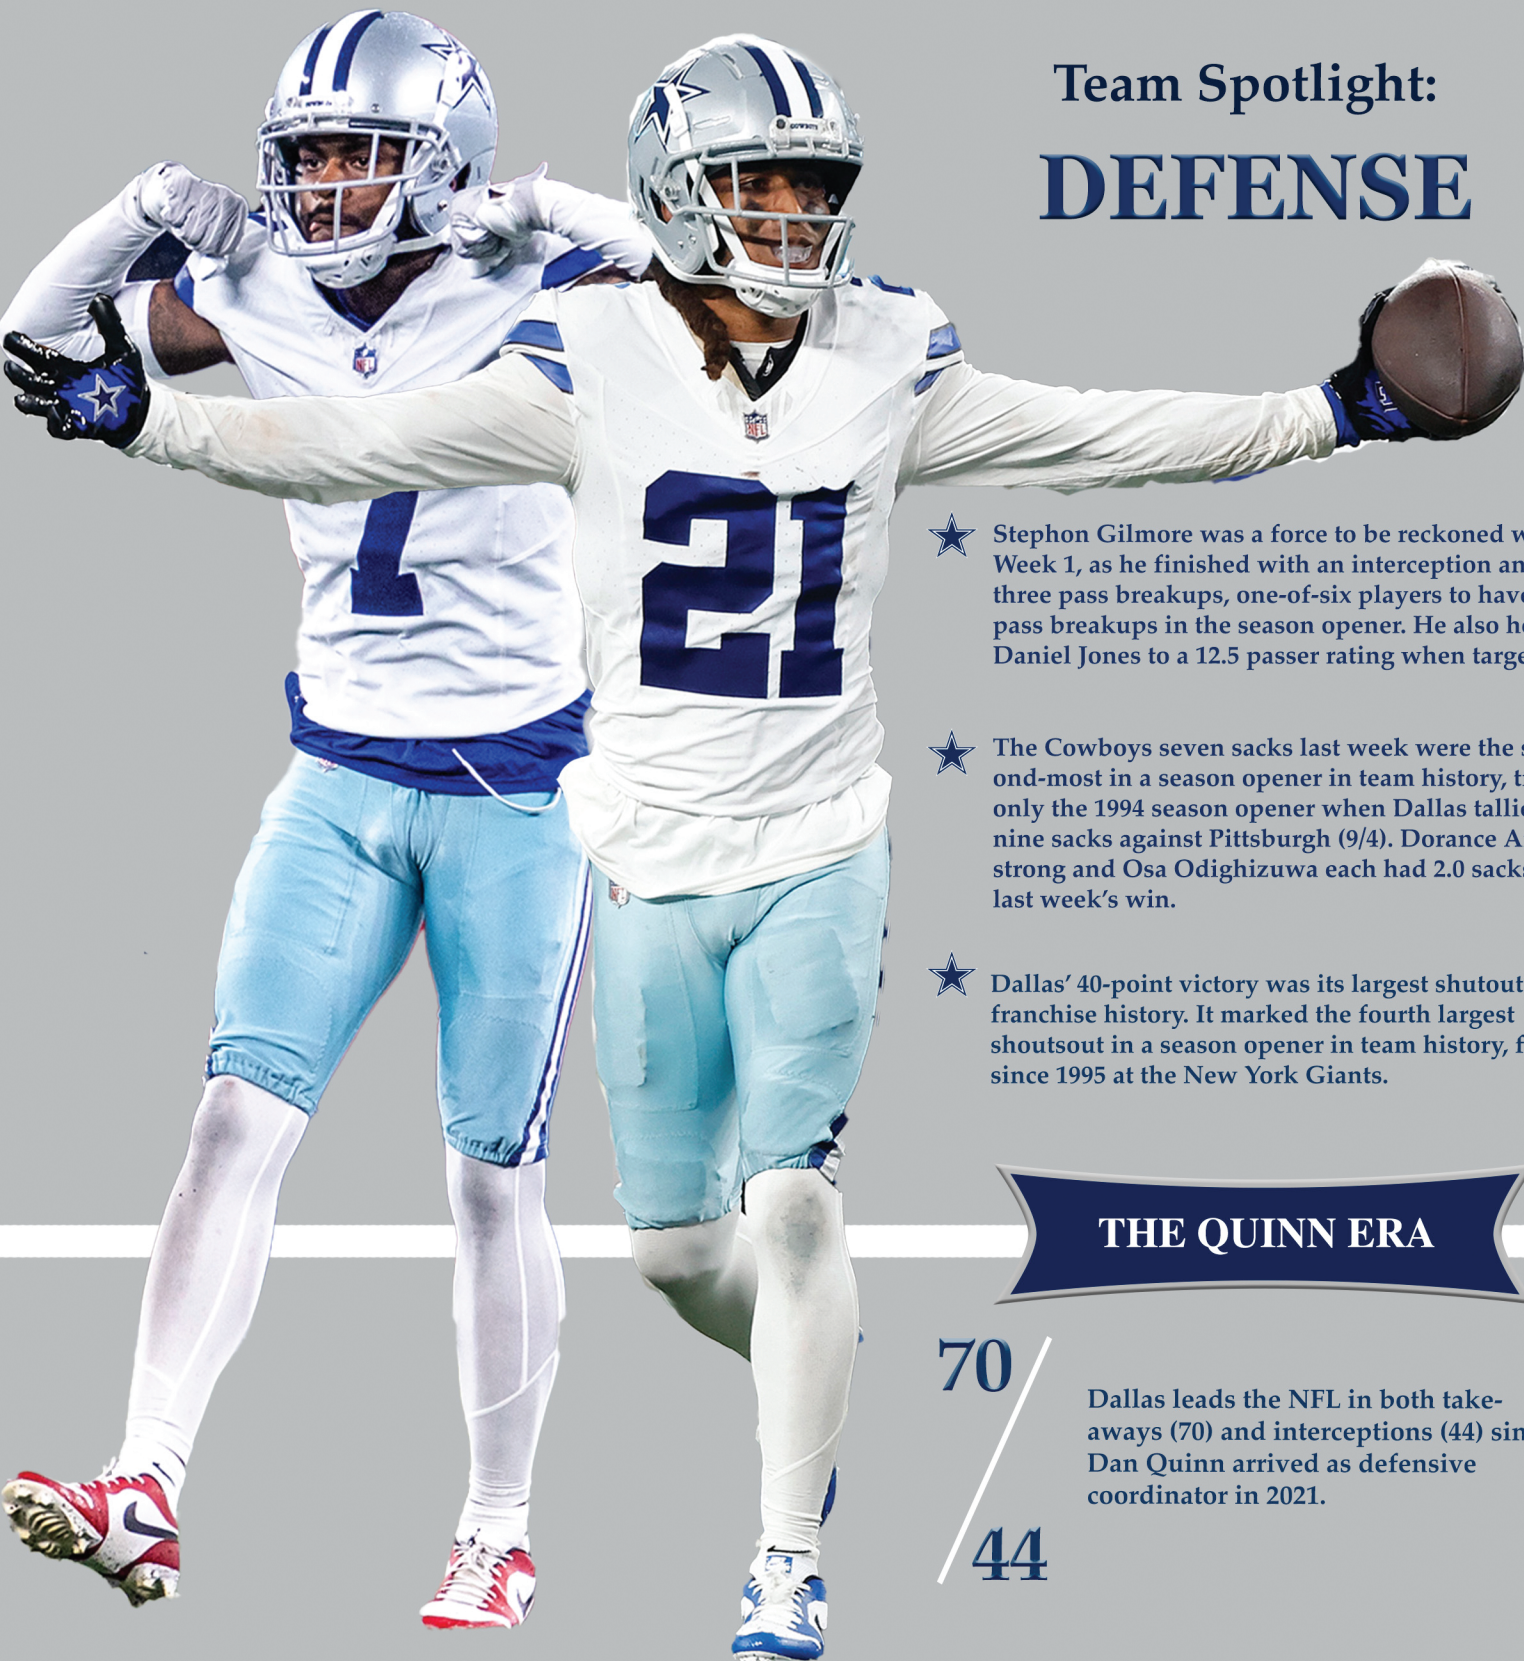 Team Spotlight:
DEFENSE
7
21
NFL
NFL
COWBOYS
Stephon Gilmore was a force to be reckoned
Week 1, as he finished with an interception
three pass breakups, one-of-six players to
pass breakups in the season opener. He also
Daniel Jones to a 12.5 passer rating when
The Cowboys seven sacks last week were the
ond-most in a season opener in team history,
only the 1994 season opener when Dallas
nine sacks against Pittsburgh (9/4). Dorance
strong and Osa Odighizuwa each had 2.0
last week's win.
Dallas' 40-point victory was its largest shutout
franchise history. It marked the fourth largest
shoutsout in a season opener in team history,
since 1995 at the New York Giants.
THE QUINN ERA
70
44
Dallas leads the NFL in both take-
aways (70) and interceptions (44)
Dan Quinn arrived as defensive
coordinator in 2021.